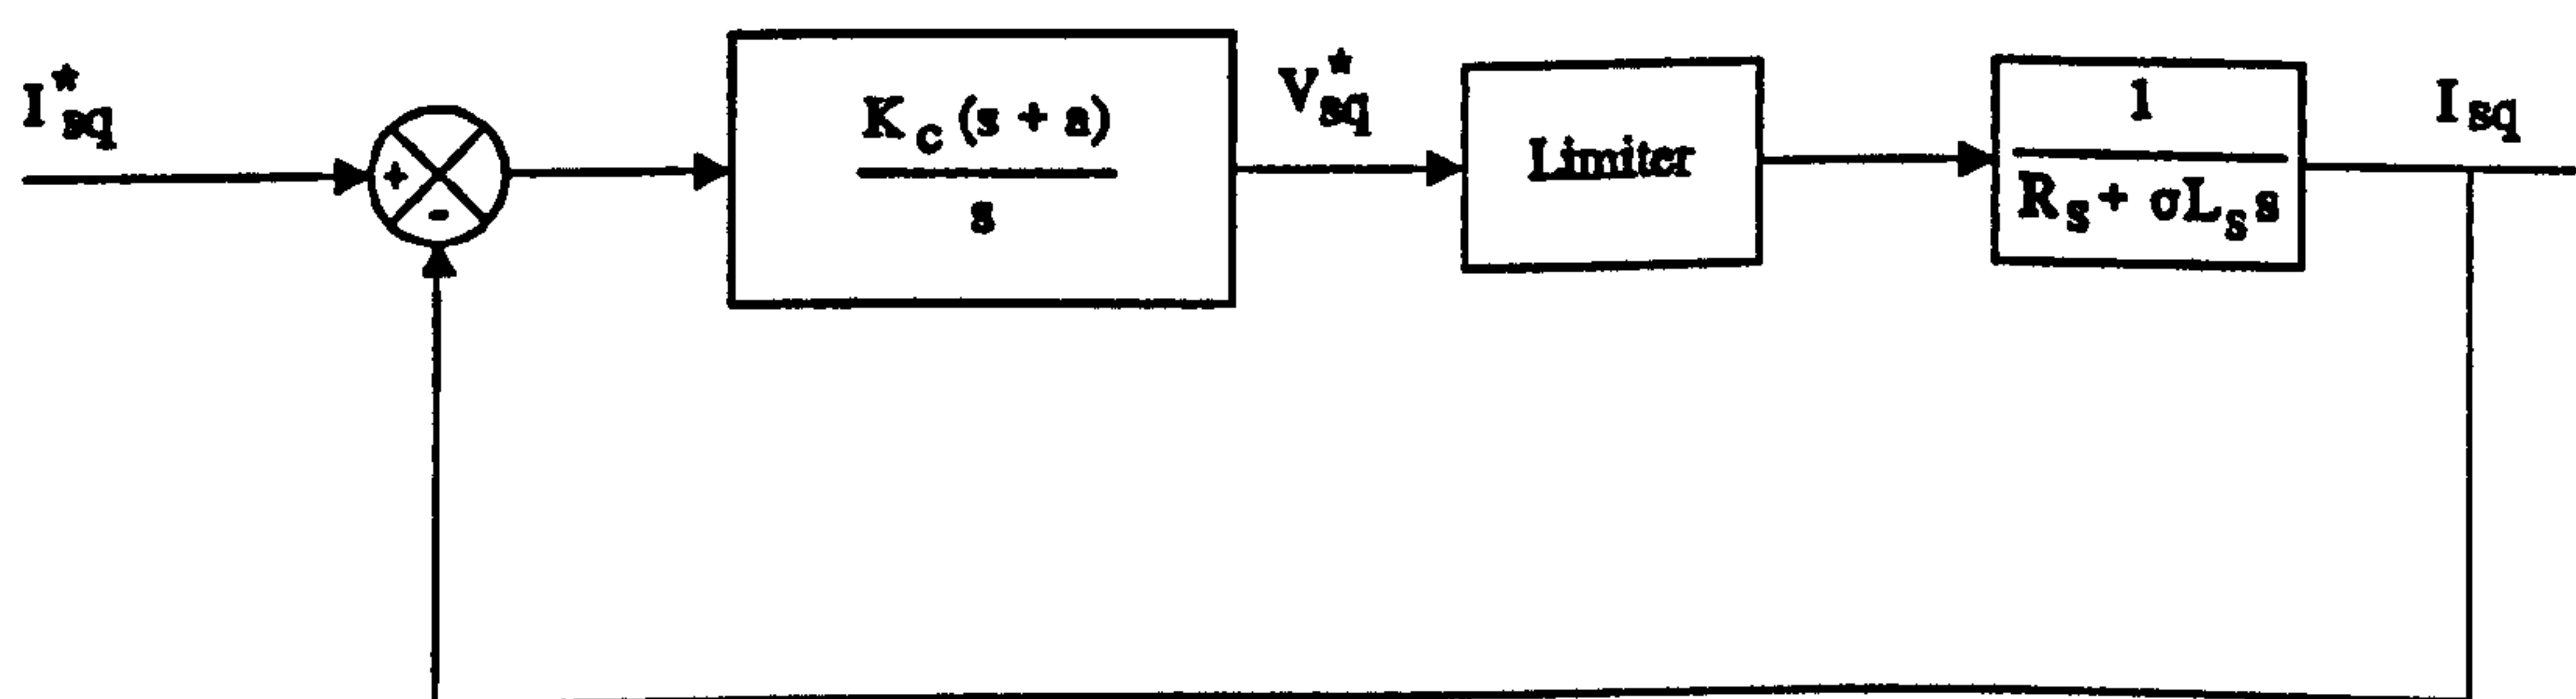 I*sq
+
-
Kc (s + a)
s
V*sq
Limiter
1
Rs + σLs s
Isq